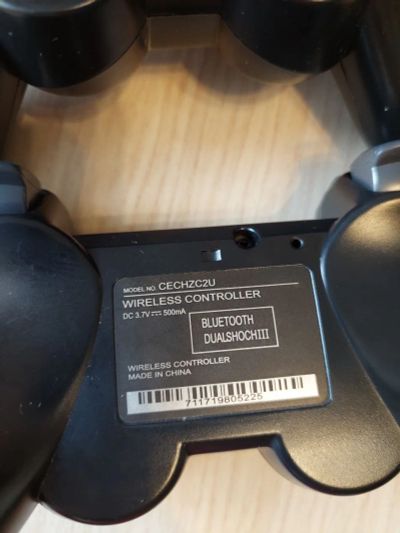 MODEL NO. CECHZC2U
WIRELESS CONTROLLER
DC 3.7V⎓500mA
BLUETOOTH
DUALSHOCHIII
WIRELESS CONTROLLER
MADE IN CHINA
711719805225